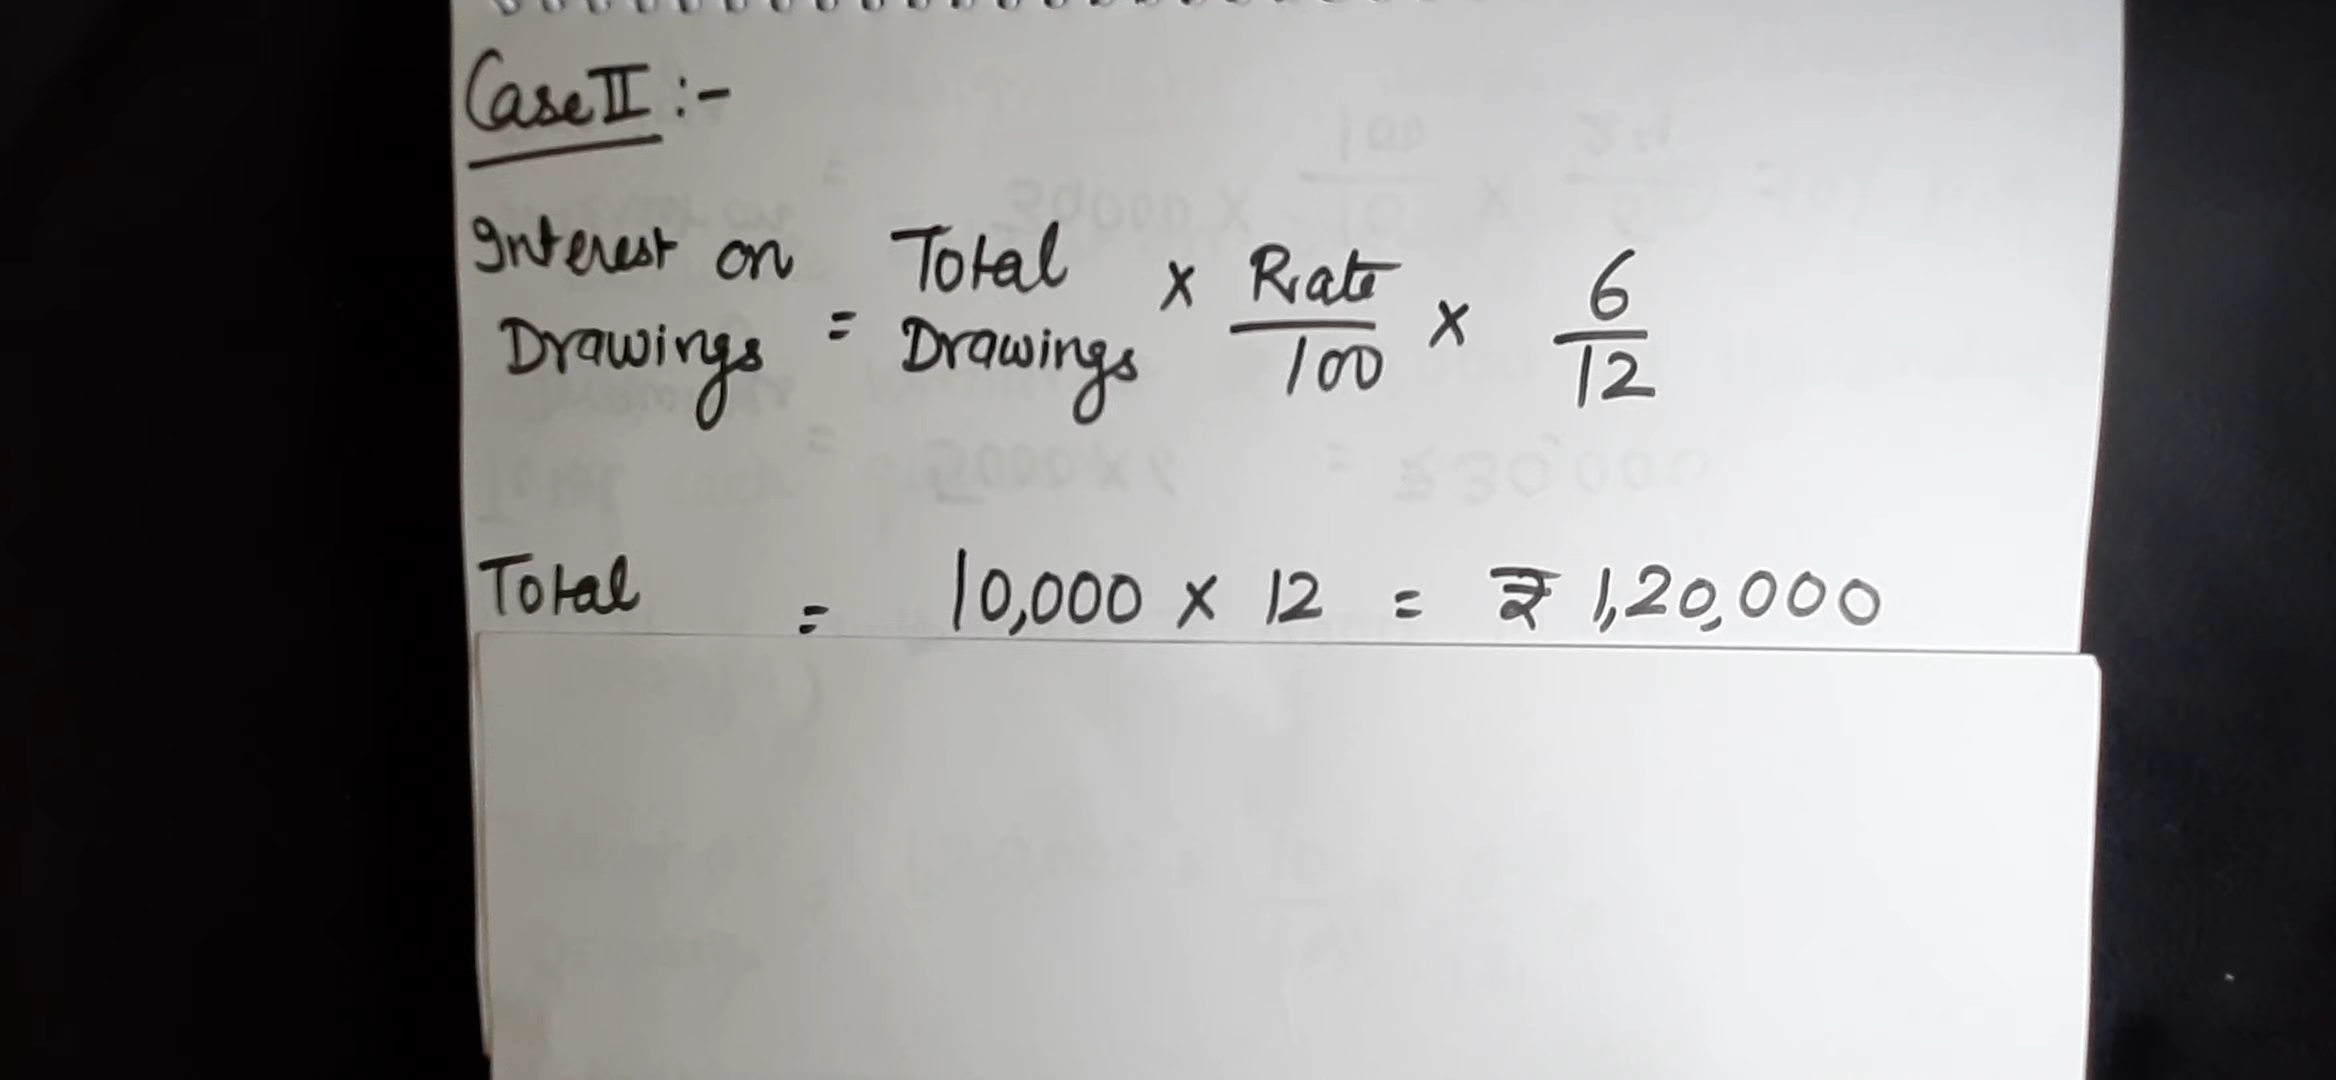 Case II :-
Interest on Drawings = Total Drawings x Rate/100 x 6/12
Total = 10,000 x 12 = ₹ 1,20,000